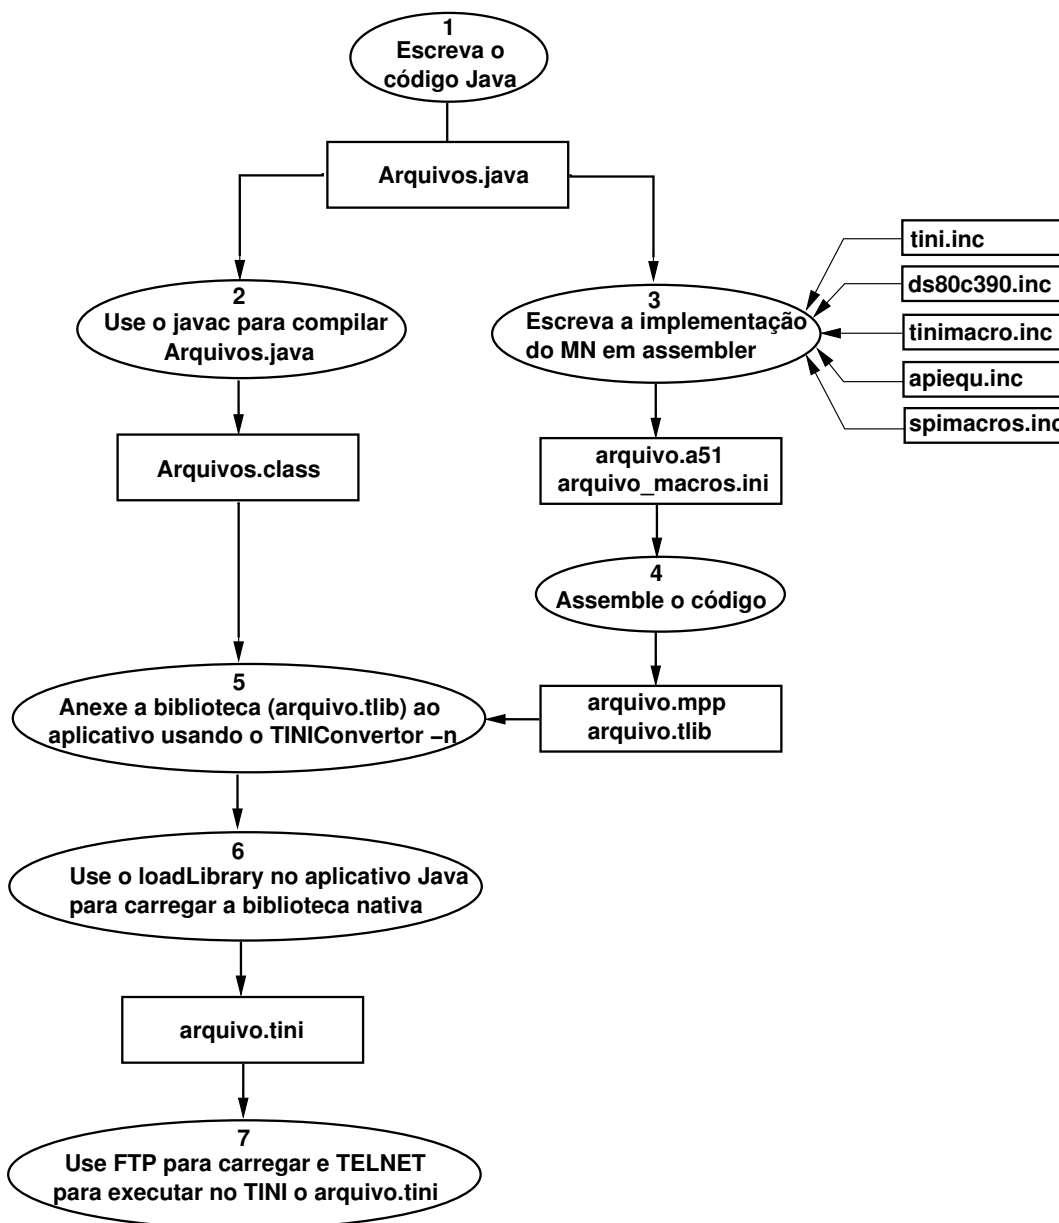 1
Escreva o
código Java
Arquivos.java
2
Use o javac para compilar
Arquivos.java
3
Escreva a implementação
do MN em assembler
tini.inc
ds80c390.inc
tinimacro.inc
apiequ.inc
spimacros.inc
Arquivos.class
arquivo.a51
arquivo_macros.ini
4
Assemble o código
5
Anexe a biblioteca (arquivo.tlib) ao
aplicativo usando o TINIConvertor –n
arquivo.mpp
arquivo.tlib
6
Use o loadLibrary no aplicativo Java
para carregar a biblioteca nativa
arquivo.tini
7
Use FTP para carregar e TELNET
para executar no TINI o arquivo.tini